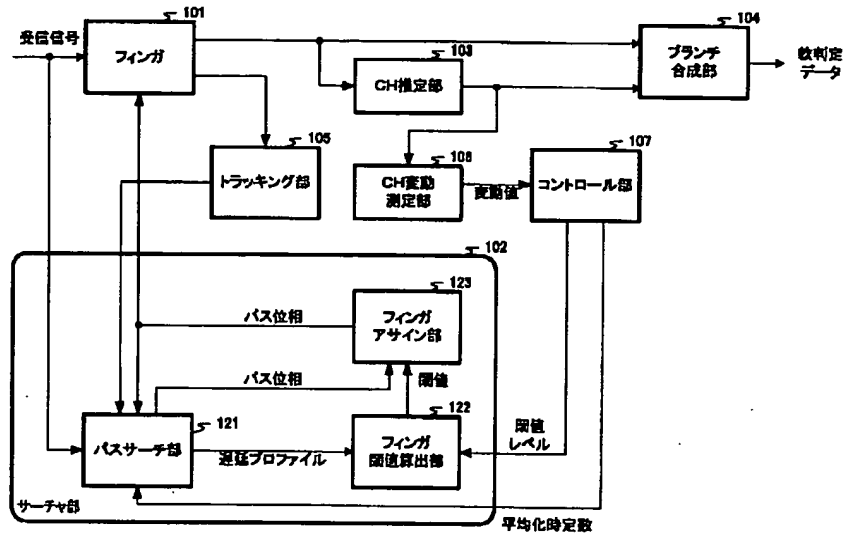 受信信号
101
フィンガ
103
CH推定部
104
ブランチ
合成部
軟判定
データ
105
トラッキング部
106
CH変動
測定部
変動値
107
コントロール部
102
123
フィンガ
アサイン部
パス位相
パス位相
閾値
121
パスサーチ部
遅延プロファイル
122
フィンガ
閾値算出部
閾値
レベル
サーチャ部
平均化時定数